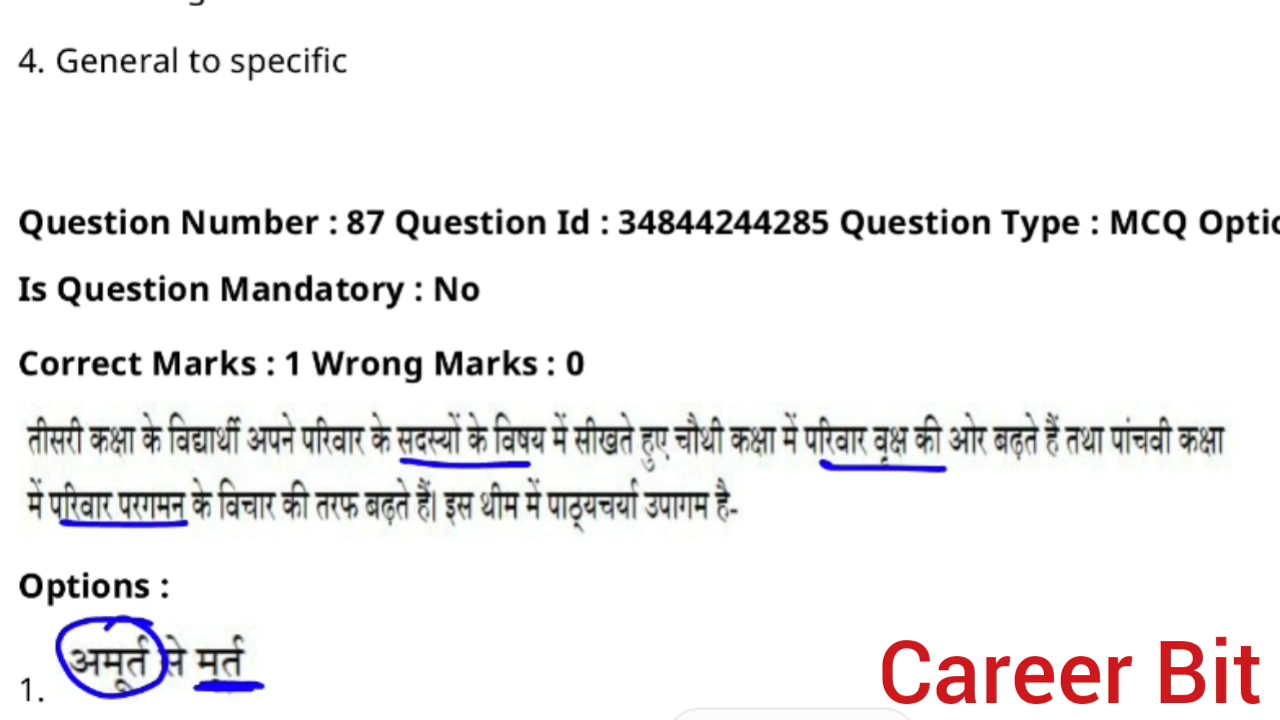 4. General to specific
Question Number : 87 Question Id : 34844244285 Question Type : MCQ Optio
Is Question Mandatory : No
Correct Marks : 1 Wrong Marks : 0
तीसरी कक्षा के विद्यार्थी अपने परिवार के सदस्यों के विषय में सीखते हुए चौथी कक्षा में परिवार वृक्ष की ओर बढ़ते हैं तथा पांचवी कक्षा
में परिवार परगमन के विचार की तरफ बढ़ते हैं। इस थीम में पाठ्यचर्या उपागम है-
Options :
1. अमूर्त से मूर्त
Career Bit